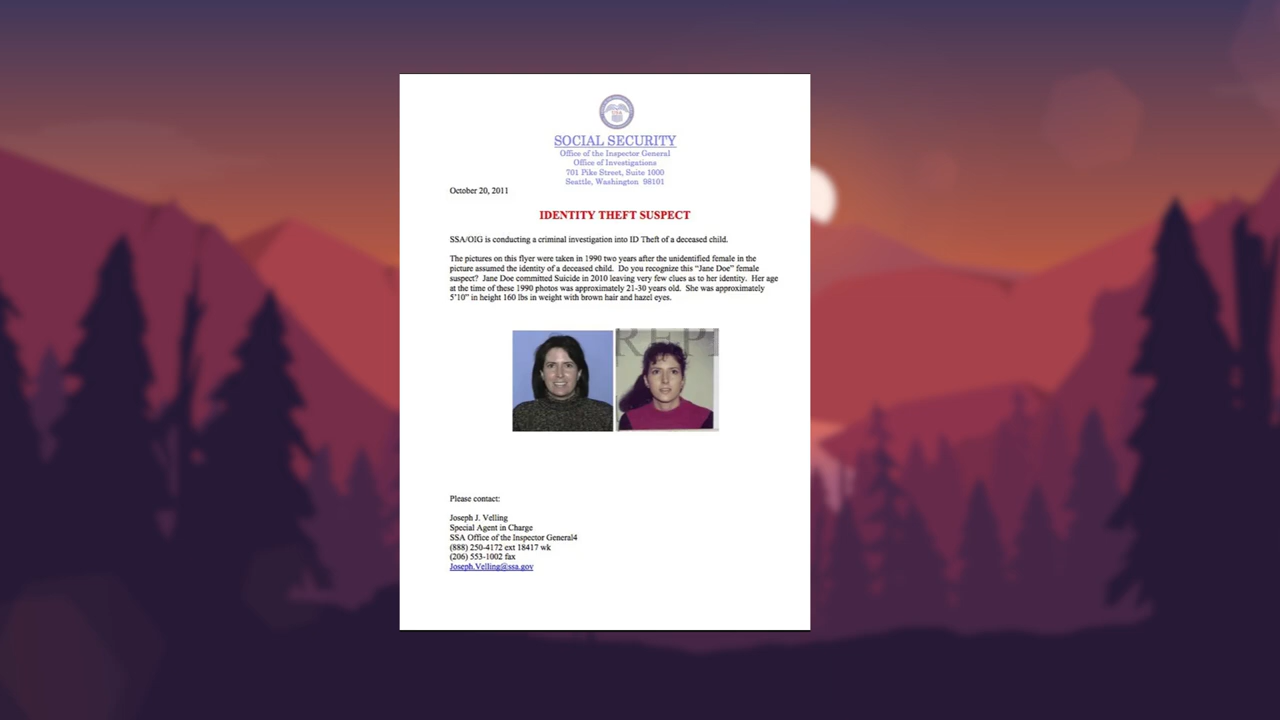 SOCIAL SECURITY
Office of the Inspector General
Office of Investigations
701 Pike Street, Suite 1000
Seattle, Washington 98101
October 20, 2011
IDENTITY THEFT SUSPECT
SSA/OIG is conducting a criminal investigation into ID Theft of a deceased child.
The pictures on this flyer were taken in 1990 two years after the unidentified female in the
picture assumed the identity of a deceased child. Do you recognize this “Jane Doe” female
suspect? Jane Doe committed Suicide in 2010 leaving very few clues as to her identity. Her age
at the time of these 1990 photos was approximately 21-30 years old. She was approximately
5’10” in height 160 lbs in weight with brown hair and hazel eyes.
REPI
Please contact:
Joseph J. Velling
Special Agent in Charge
SSA Office of the Inspector General4
(888) 250-4172 ext 18417 wk
(206) 553-1002 fax
Joseph.Velling@ssa.gov